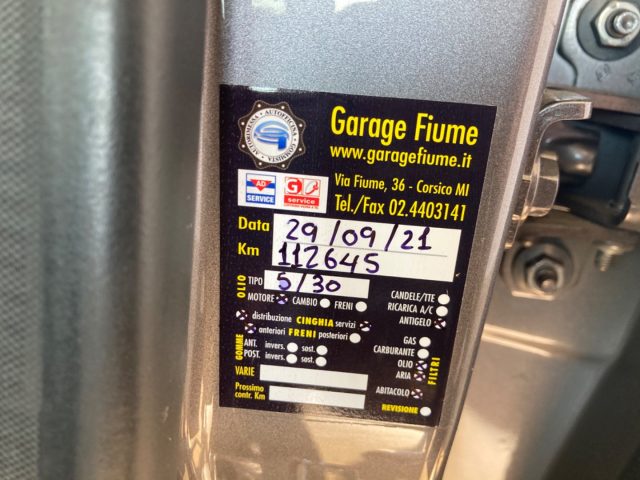 AUTORIMESSA · AUTOFFICINA · GOMMISTA
Garage Fiume
www.garagefiume.it
Via Fiume, 36 - Corsico MI
Tel./Fax 02.4403141
AD
SERVICE
G
service
Data 29/09/21
Km 112645
OLIO TIPO 5/30
MOTORE CAMBIO FRENI
CANDELE/TTE
RICARICA A/C
ANTIGELO
distribuzione CINGHIA servizi
anteriori FRENI posteriori
GOMME
ANT. invers. sost.
POST. invers. sost.
GAS
CARBURANTE
OLIO
ARIA
ABITACOLO
FILTRI
VARIE
Prossimo
contr. Km
REVISIONE